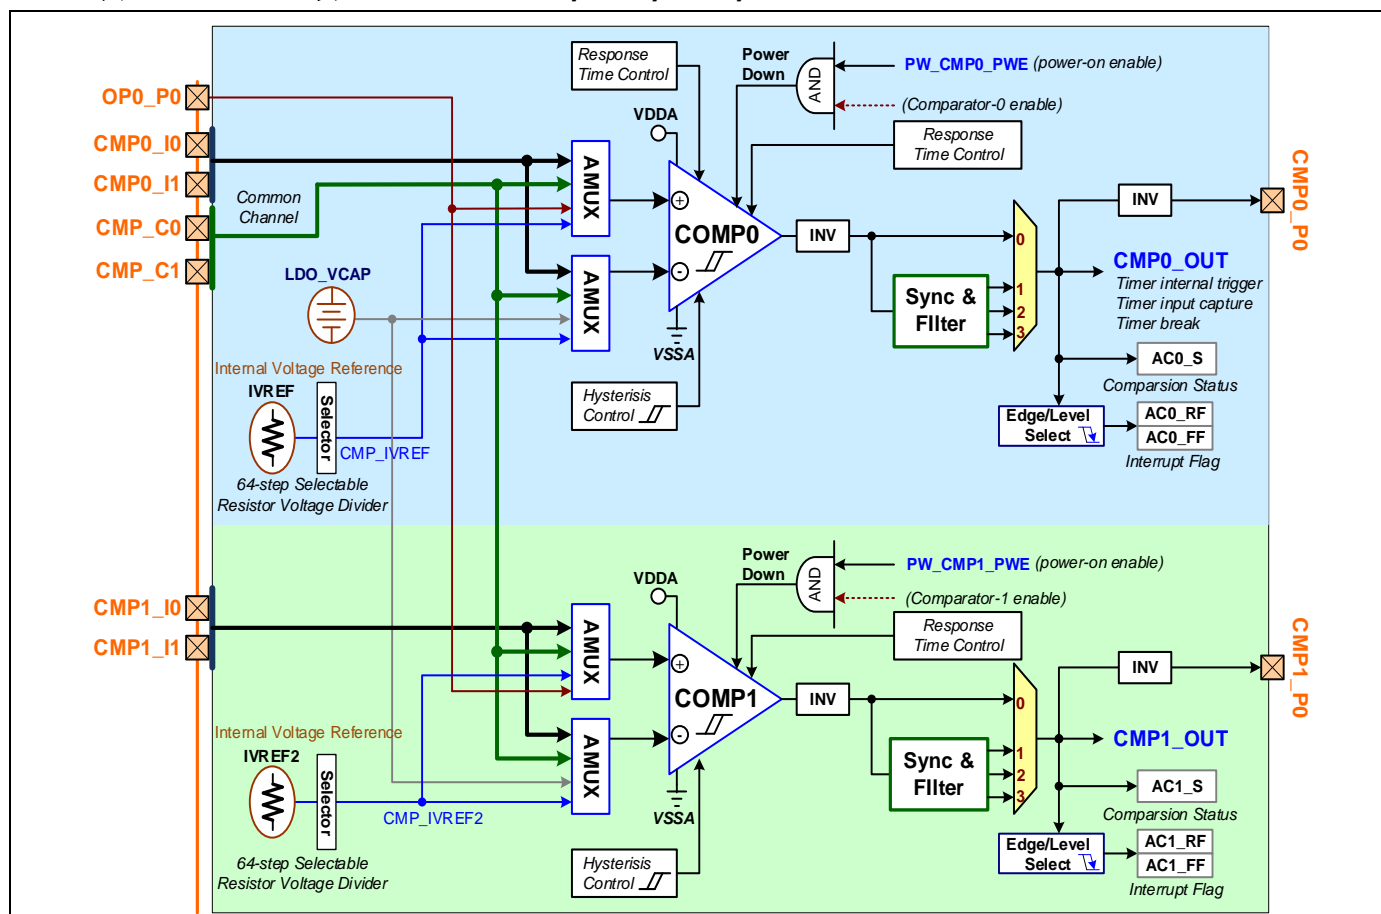 OP0_P0
CMP0_I0
CMP0_I1
CMP_C0
CMP_C1
Common
Channel
LDO_VCAP
Internal Voltage Reference
IVREF
Selector
CMP_IVREF
64-step Selectable
Resistor Voltage Divider
Response
Time Control
VDDA
AMUX
AMUX
+
COMP0
-
VSSA
Hysterisis
Control
Power
Down
AND
PW_CMP0_PWE (power-on enable)
(Comparator-0 enable)
Response
Time Control
INV
Sync &
FIlter
0
1
2
3
INV
CMP0_P0
CMP0_OUT
Timer internal trigger
Timer input capture
Timer break
AC0_S
Comparsion Status
Edge/Level
Select
AC0_RF
AC0_FF
Interrupt Flag
CMP1_I0
CMP1_I1
Internal Voltage Reference
IVREF2
Selector
CMP_IVREF2
64-step Selectable
Resistor Voltage Divider
VDDA
AMUX
AMUX
+
COMP1
-
VSSA
Hysterisis
Control
Power
Down
AND
PW_CMP1_PWE (power-on enable)
(Comparator-1 enable)
Response
Time Control
INV
Sync &
FIlter
0
1
2
3
INV
CMP1_P0
CMP1_OUT
AC1_S
Comparsion Status
Edge/Level
Select
AC1_RF
AC1_FF
Interrupt Flag